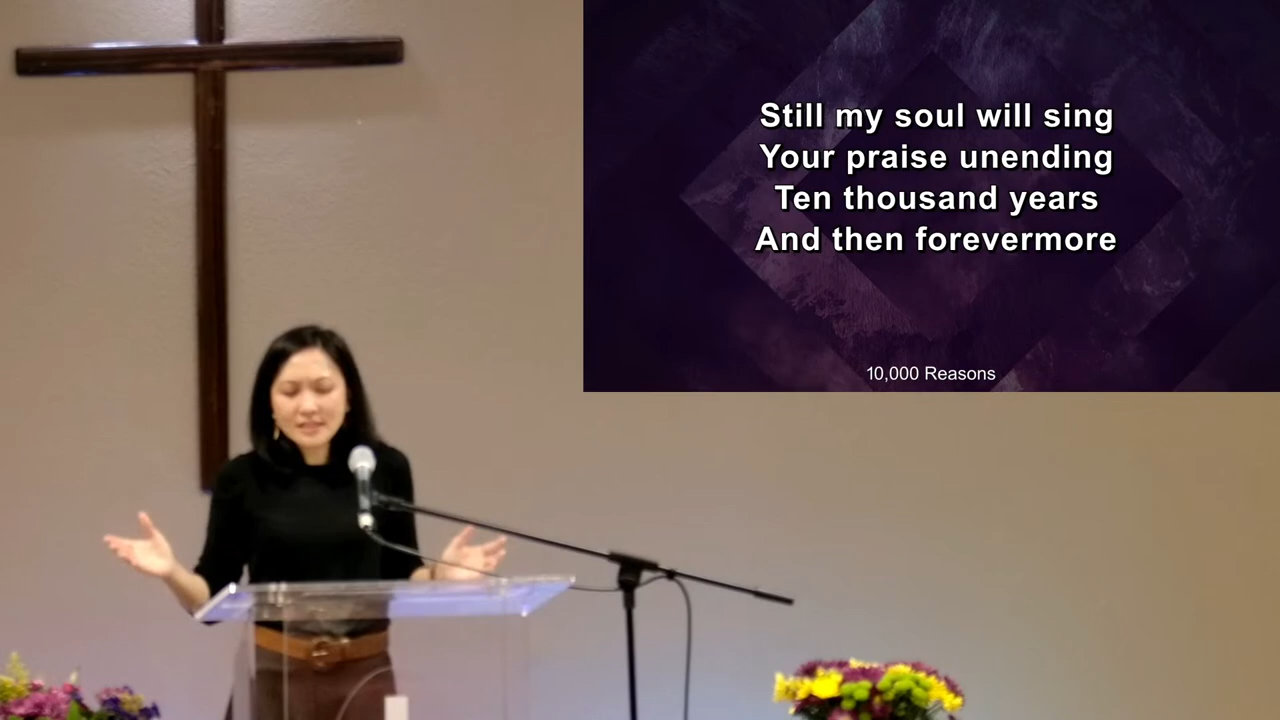 Still my soul will sing
Your praise unending
Ten thousand years
And then forevermore
10,000 Reasons